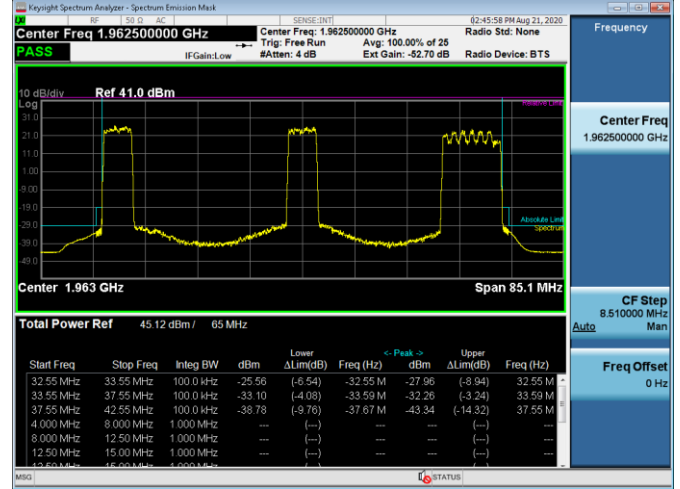 Keysight Spectrum Analyzer - Spectrum Emission Mask
LXI RF 50 Ω AC SENSE:INT 02:45:58 PM Aug 21, 2020
Center Freq 1.962500000 GHz Center Freq: 1.962500000 GHz Radio Std: None
Trig: Free Run Avg: 100.00% of 25
PASS IFGain:Low #Atten: 4 dB Ext Gain: -52.70 dB Radio Device: BTS
Frequency
10 dB/div Ref 41.0 dBm
Log
Relative Limit
31.0
21.0
11.0
1.00
-9.00
-19.0
-29.0
-39.0
-49.0
Absolute Limit
Spectrum
Center 1.963 GHz Span 85.1 MHz
Center Freq
1.962500000 GHz
CF Step
8.510000 MHz
Auto Man
Freq Offset
0 Hz
Total Power Ref 45.12 dBm / 65 MHz
Lower <- Peak -> Upper
Start Freq Stop Freq Integ BW dBm ΔLim(dB) Freq (Hz) dBm ΔLim(dB) Freq (Hz)
32.55 MHz 33.55 MHz 100.0 kHz -25.56 (-6.54) -32.55 M -27.96 (-8.94) 32.55 M
33.55 MHz 37.55 MHz 100.0 kHz -33.10 (-4.08) -33.59 M -32.26 (-3.24) 33.59 M
37.55 MHz 42.55 MHz 100.0 kHz -38.78 (-9.76) -37.67 M -43.34 (-14.32) 37.55 M
4.000 MHz 8.000 MHz 1.000 MHz --- (---) --- --- (---) ---
8.000 MHz 12.50 MHz 1.000 MHz --- (---) --- --- (---) ---
12.50 MHz 15.00 MHz 1.000 MHz --- (---) --- --- (---) ---
MSG STATUS